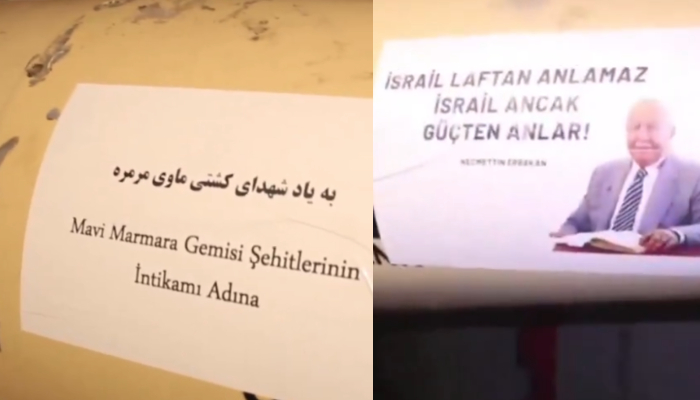 به یاد شهدای کشتی ماوی مرمره
Mavi Marmara Gemisi Şehitlerinin
İntikamı Adına
İSRAİL LAFTAN ANLAMAZ
İSRAİL ANCAK
GÜÇTEN ANLAR!
NECMETTİN ERBAKAN